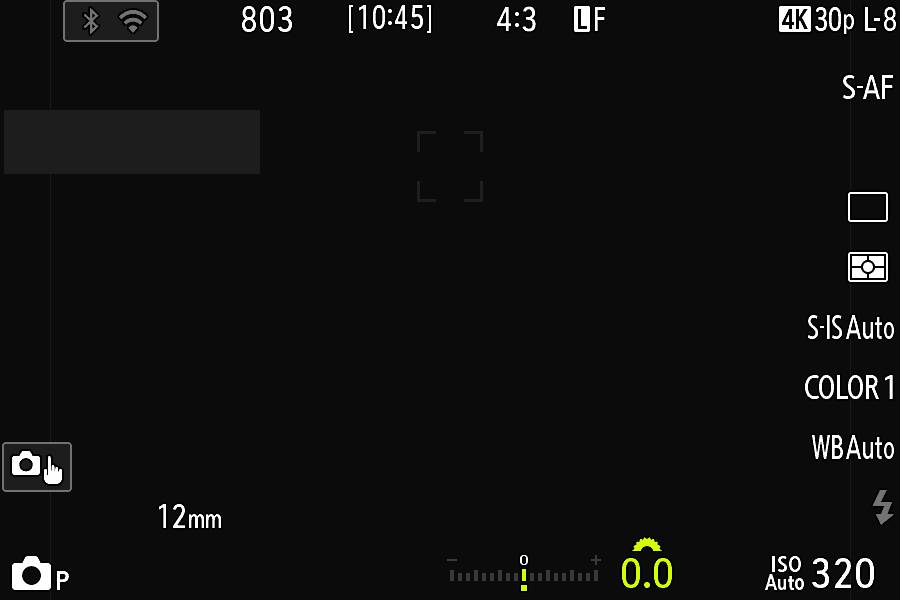 803 [10:45] 4:3 LF 4K 30p L-8
S-AF
S-IS Auto
COLOR 1
WB Auto
12mm
P
− 0 + 0.0
ISO Auto 320